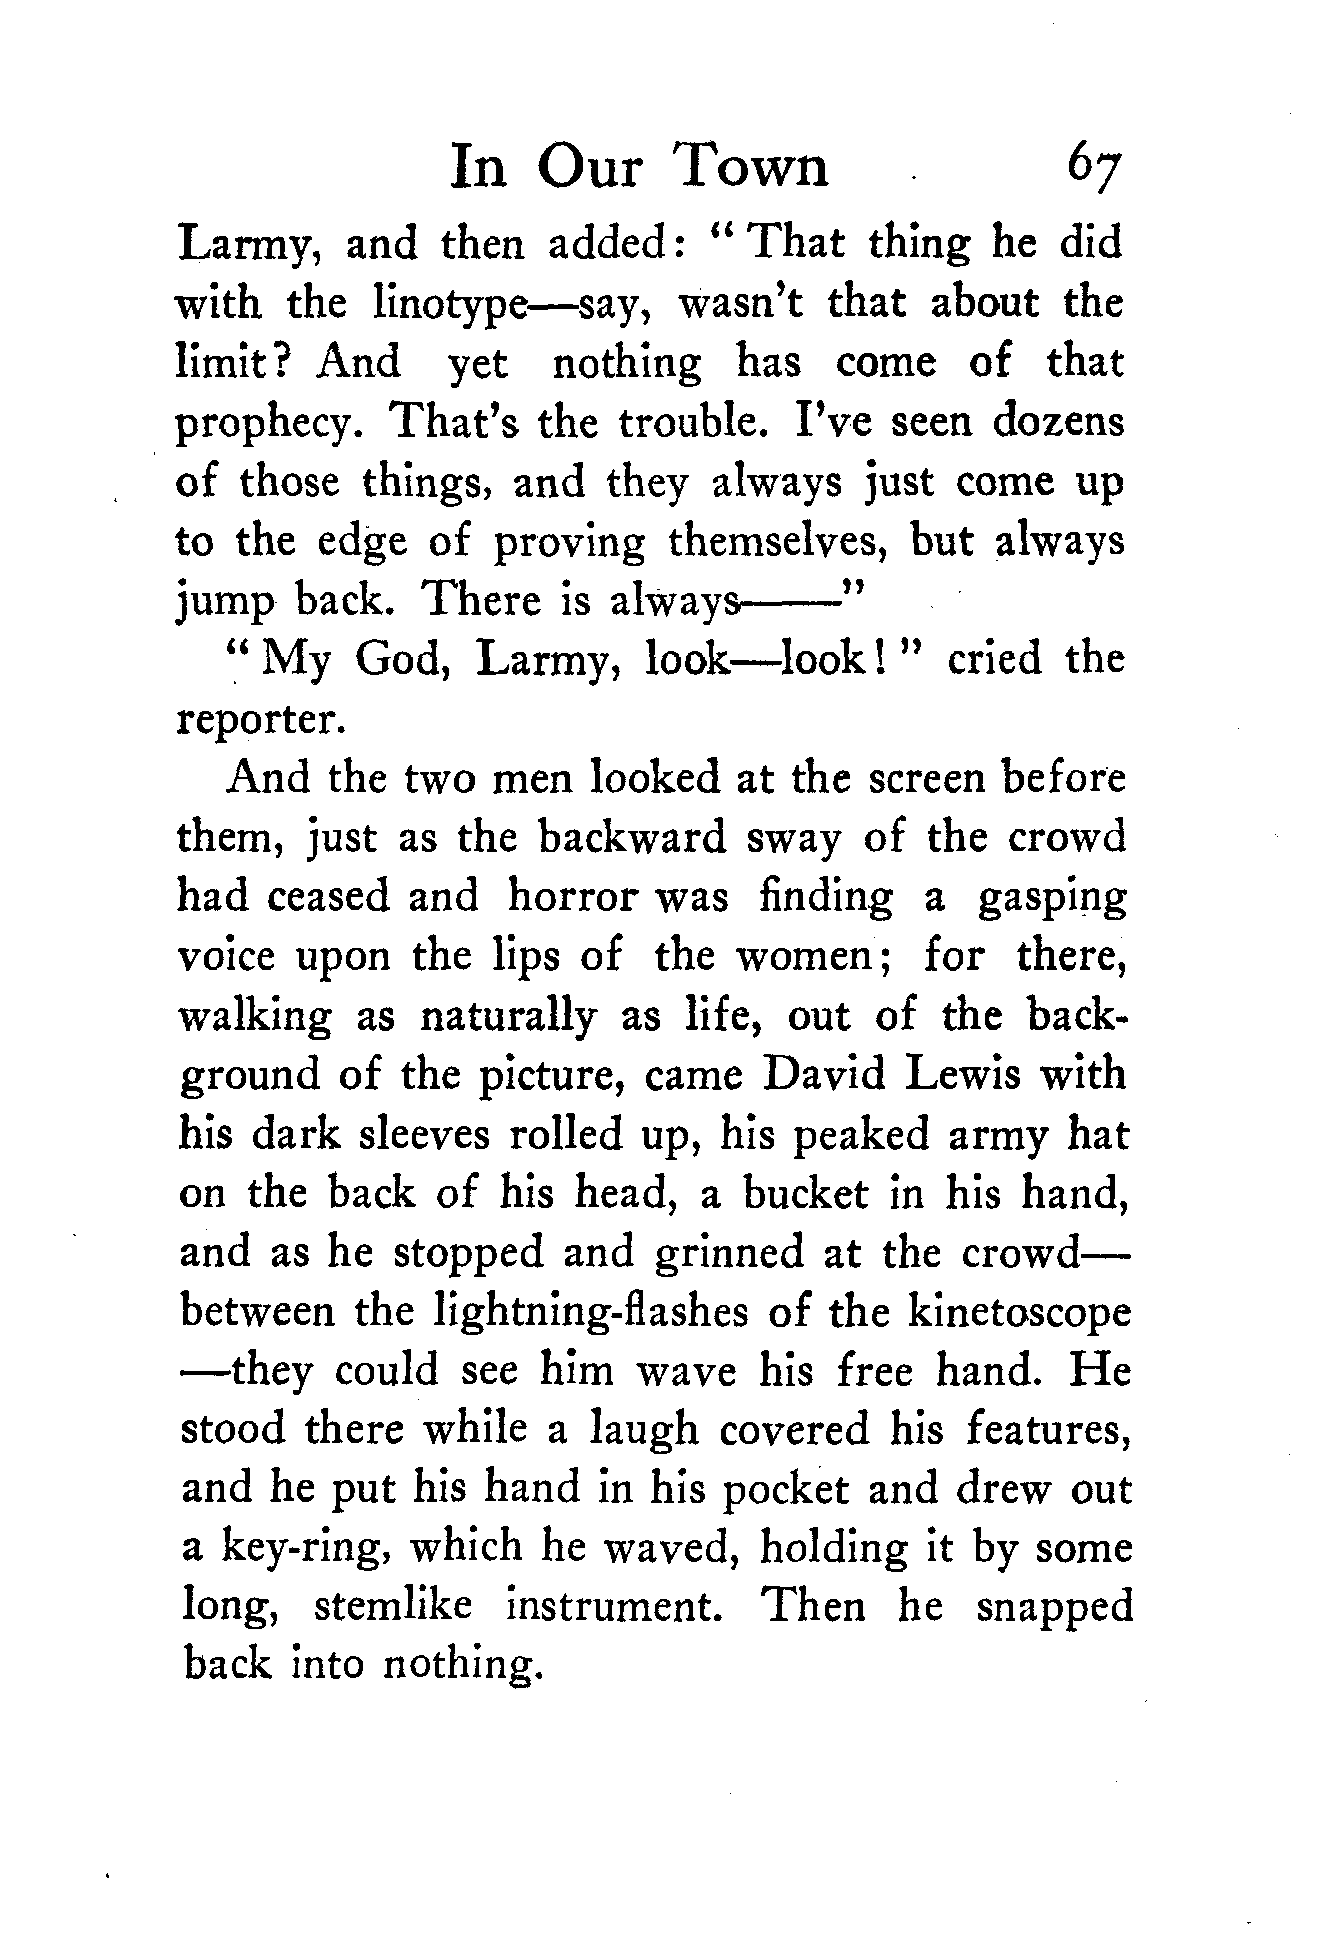 In Our Town 67
Larmy, and then added: “ That thing he did
with the linotype—say, wasn’t that about the
limit? And yet nothing has come of that
prophecy. That’s the trouble. I’ve seen dozens
of those things, and they always just come up
to the edge of proving themselves, but always
jump back. There is always——”
“ My God, Larmy, look—look! ” cried the
reporter.
And the two men looked at the screen before
them, just as the backward sway of the crowd
had ceased and horror was finding a gasping
voice upon the lips of the women; for there,
walking as naturally as life, out of the back-
ground of the picture, came David Lewis with
his dark sleeves rolled up, his peaked army hat
on the back of his head, a bucket in his hand,
and as he stopped and grinned at the crowd—
between the lightning-flashes of the kinetoscope
—they could see him wave his free hand. He
stood there while a laugh covered his features,
and he put his hand in his pocket and drew out
a key-ring, which he waved, holding it by some
long, stemlike instrument. Then he snapped
back into nothing.